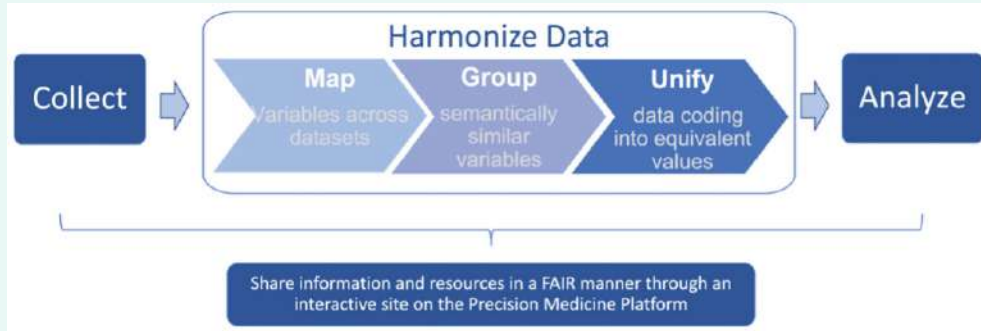 Harmonize Data
Collect
Map
Variables across
datasets
Group
semantically
similar
variables
Unify
data coding
into equivalent
values
Analyze
Share information and resources in a FAIR manner through an
interactive site on the Precision Medicine Platform